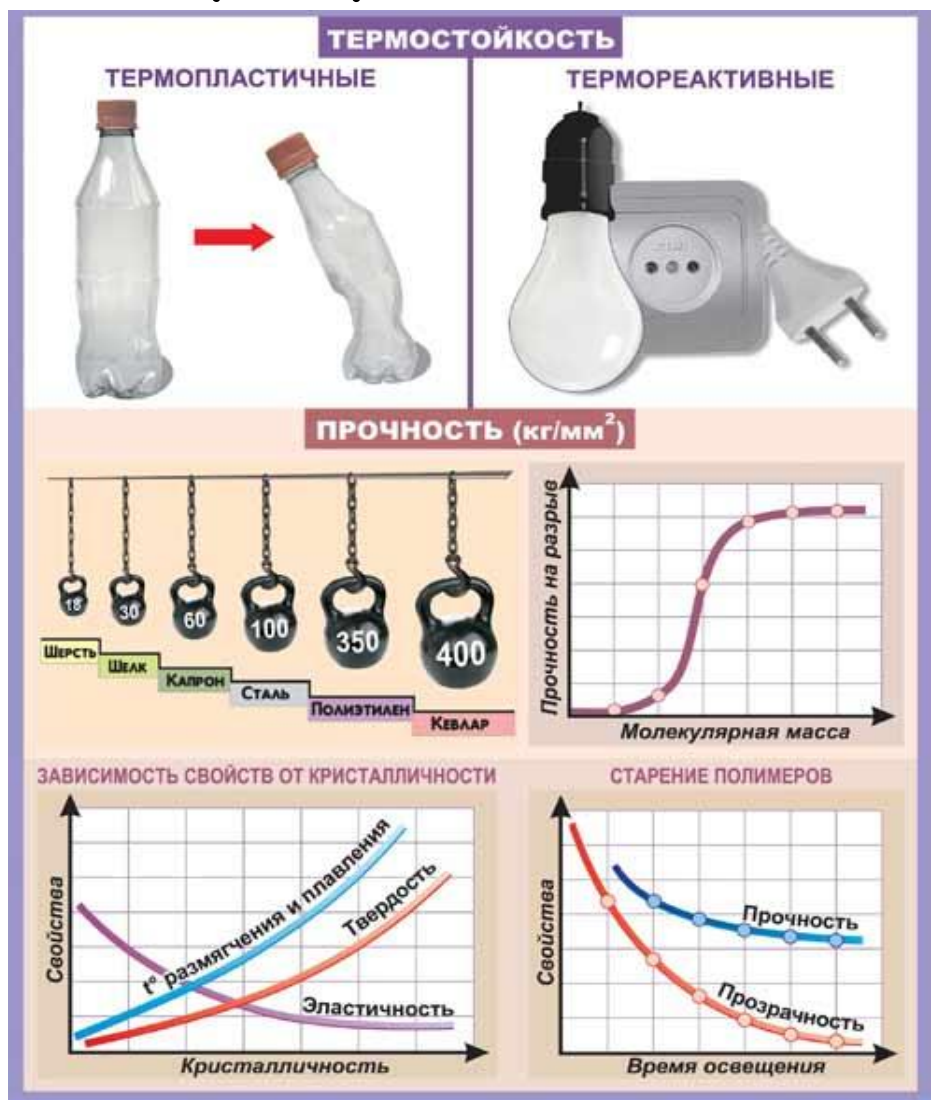 ТЕРМОСТОЙКОСТЬ
ТЕРМОПЛАСТИЧНЫЕ
ТЕРМОРЕАКТИВНЫЕ
ПРОЧНОСТЬ (кг/мм²)
18
30
60
100
350
400
ШЕРСТЬ
ШЕЛК
КАПРОН
СТАЛЬ
ПОЛИЭТИЛЕН
КЕВЛАР
Прочность на разрыв
Молекулярная масса
ЗАВИСИМОСТЬ СВОЙСТВ ОТ КРИСТАЛЛИЧНОСТИ
Свойства
t° размягчения и плавления
Твердость
Эластичность
Кристалличность
СТАРЕНИЕ ПОЛИМЕРОВ
Свойства
Прочность
Прозрачность
Время освещения